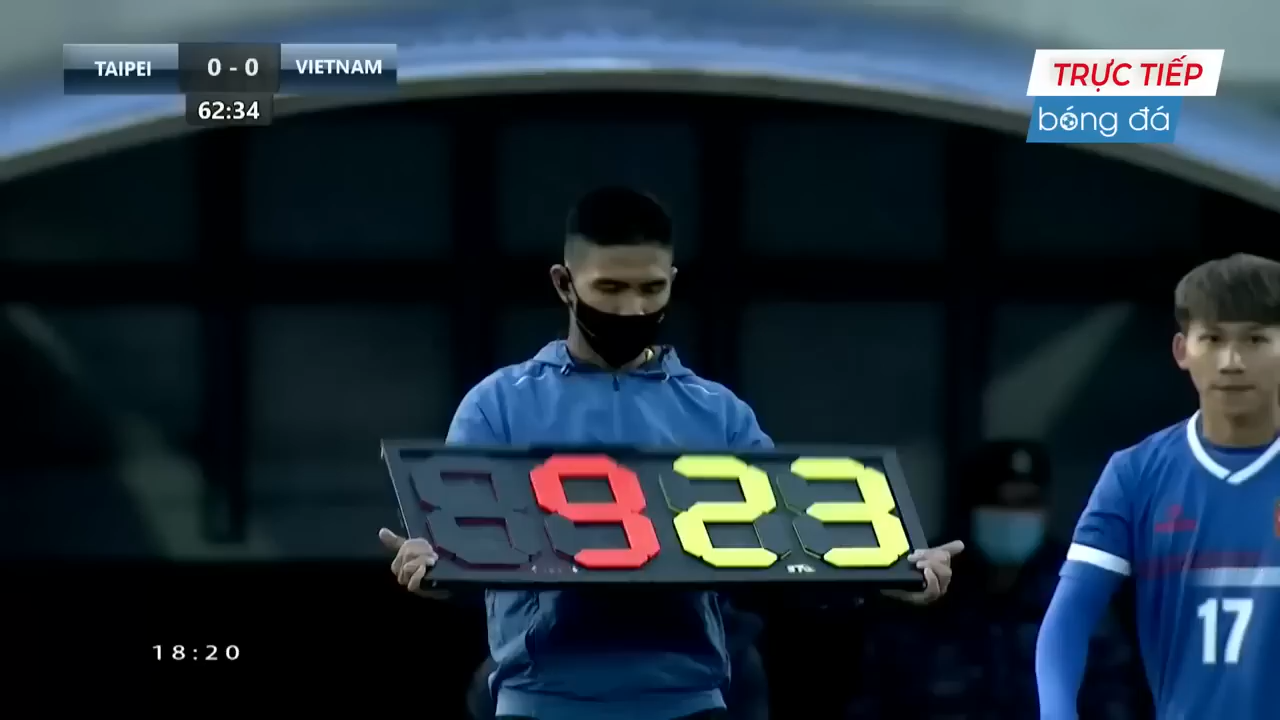 TAIPEI 0 - 0 VIETNAM
62:34
TRỰC TIẾP
bóng đá
9 23
17
18:20